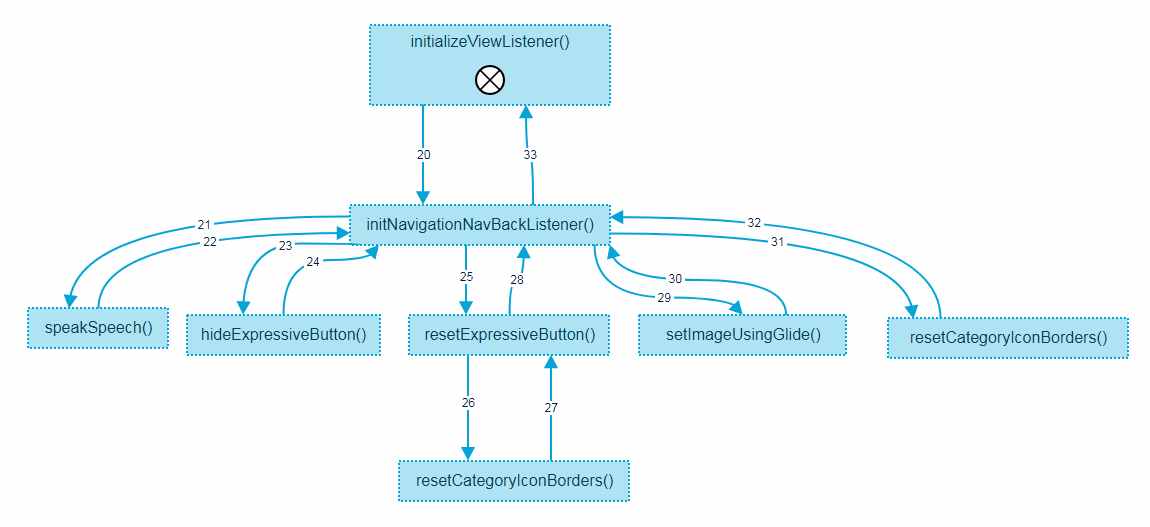 initializeViewListener()
20
33
initNavigationNavBackListener()
21
22
23
24
25
28
29
30
31
32
speakSpeech()
hideExpressiveButton()
resetExpressiveButton()
setImageUsingGlide()
resetCategoryIconBorders()
26
27
resetCategoryIconBorders()